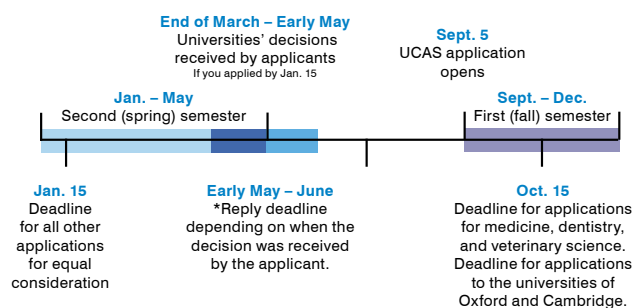 End of March – Early May
Universities' decisions
received by applicants
If you applied by Jan. 15
Sept. 5
UCAS application
opens
Jan. – May
Second (spring) semester
Sept. – Dec.
First (fall) semester
Jan. 15
Deadline
for all other
applications
for equal
consideration
Early May – June
*Reply deadline
depending on when the
decision was received
by the applicant.
Oct. 15
Deadline for applications
for medicine, dentistry,
and veterinary science.
Deadline for applications
to the universities of
Oxford and Cambridge.